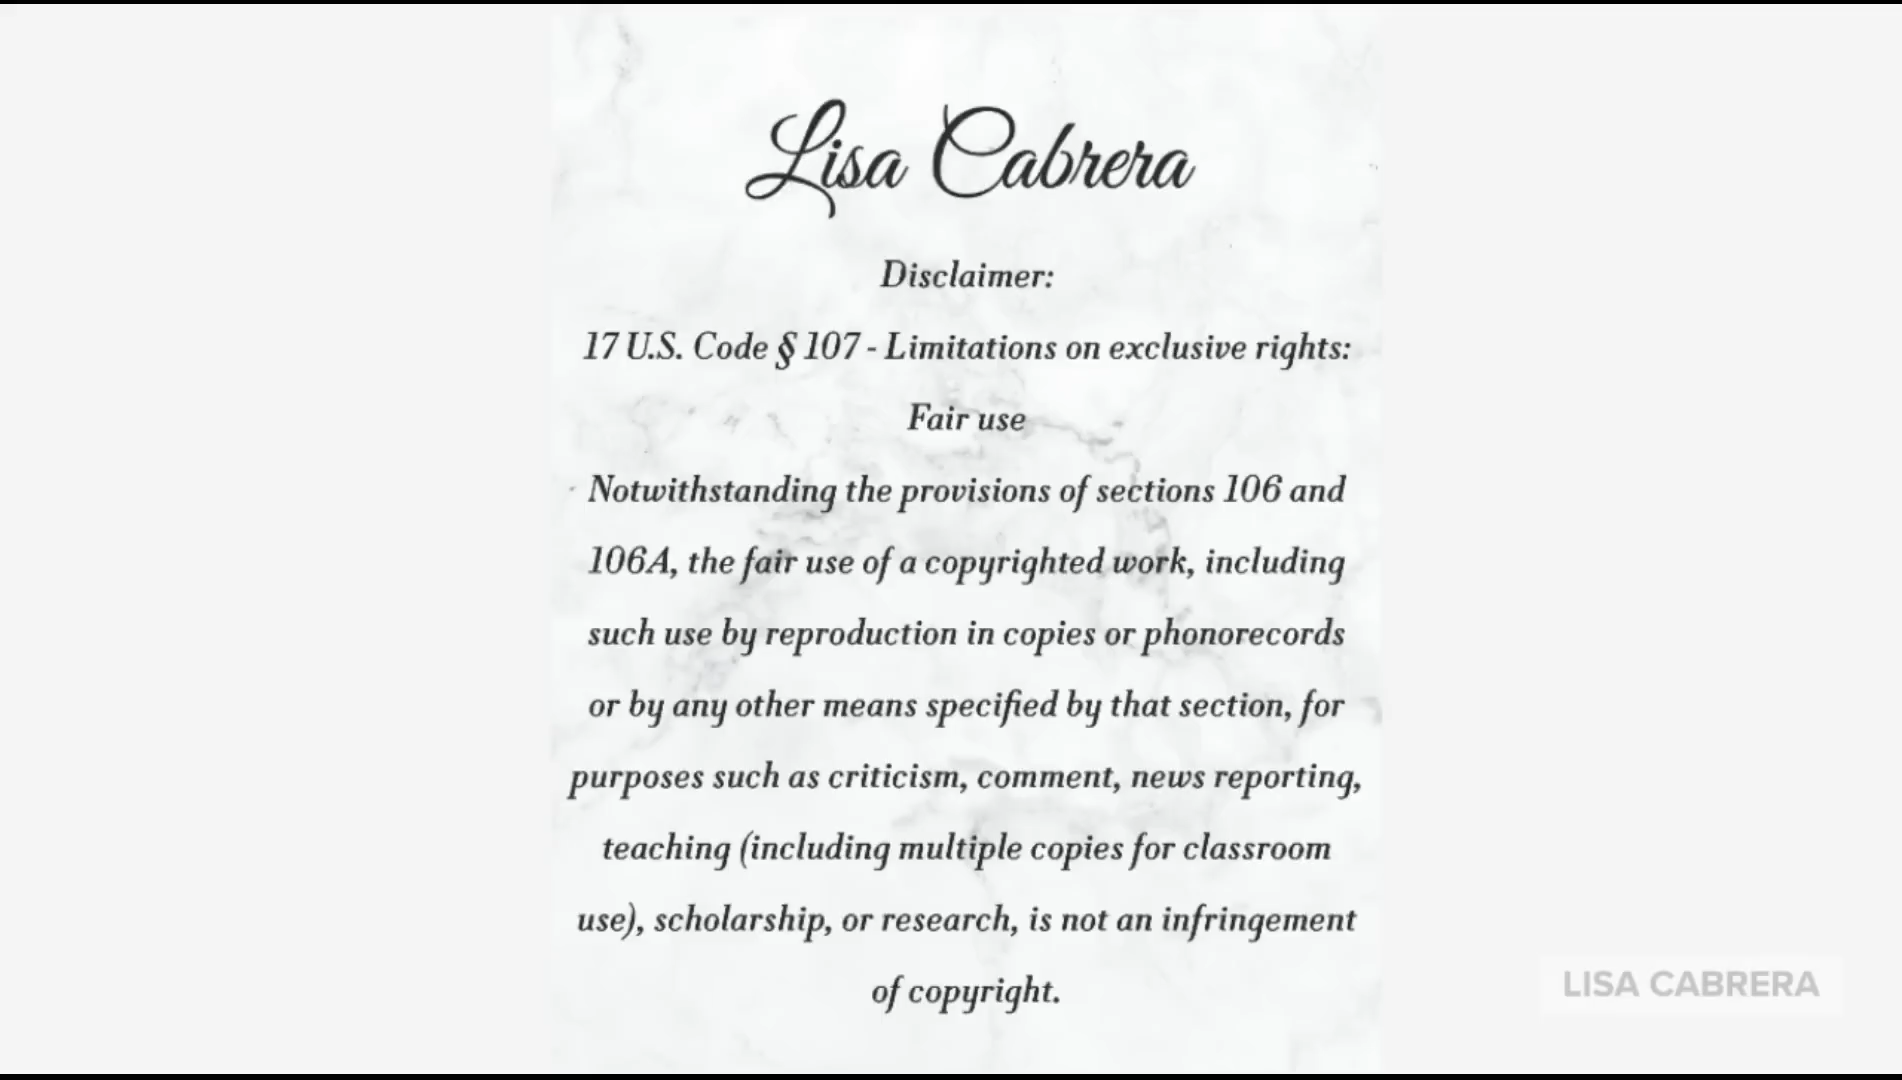 Lisa Cabrera
Disclaimer:
17 U.S. Code § 107 - Limitations on exclusive rights:
Fair use
Notwithstanding the provisions of sections 106 and
106A, the fair use of a copyrighted work, including
such use by reproduction in copies or phonorecords
or by any other means specified by that section, for
purposes such as criticism, comment, news reporting,
teaching (including multiple copies for classroom
use), scholarship, or research, is not an infringement
of copyright.
LISA CABRERA